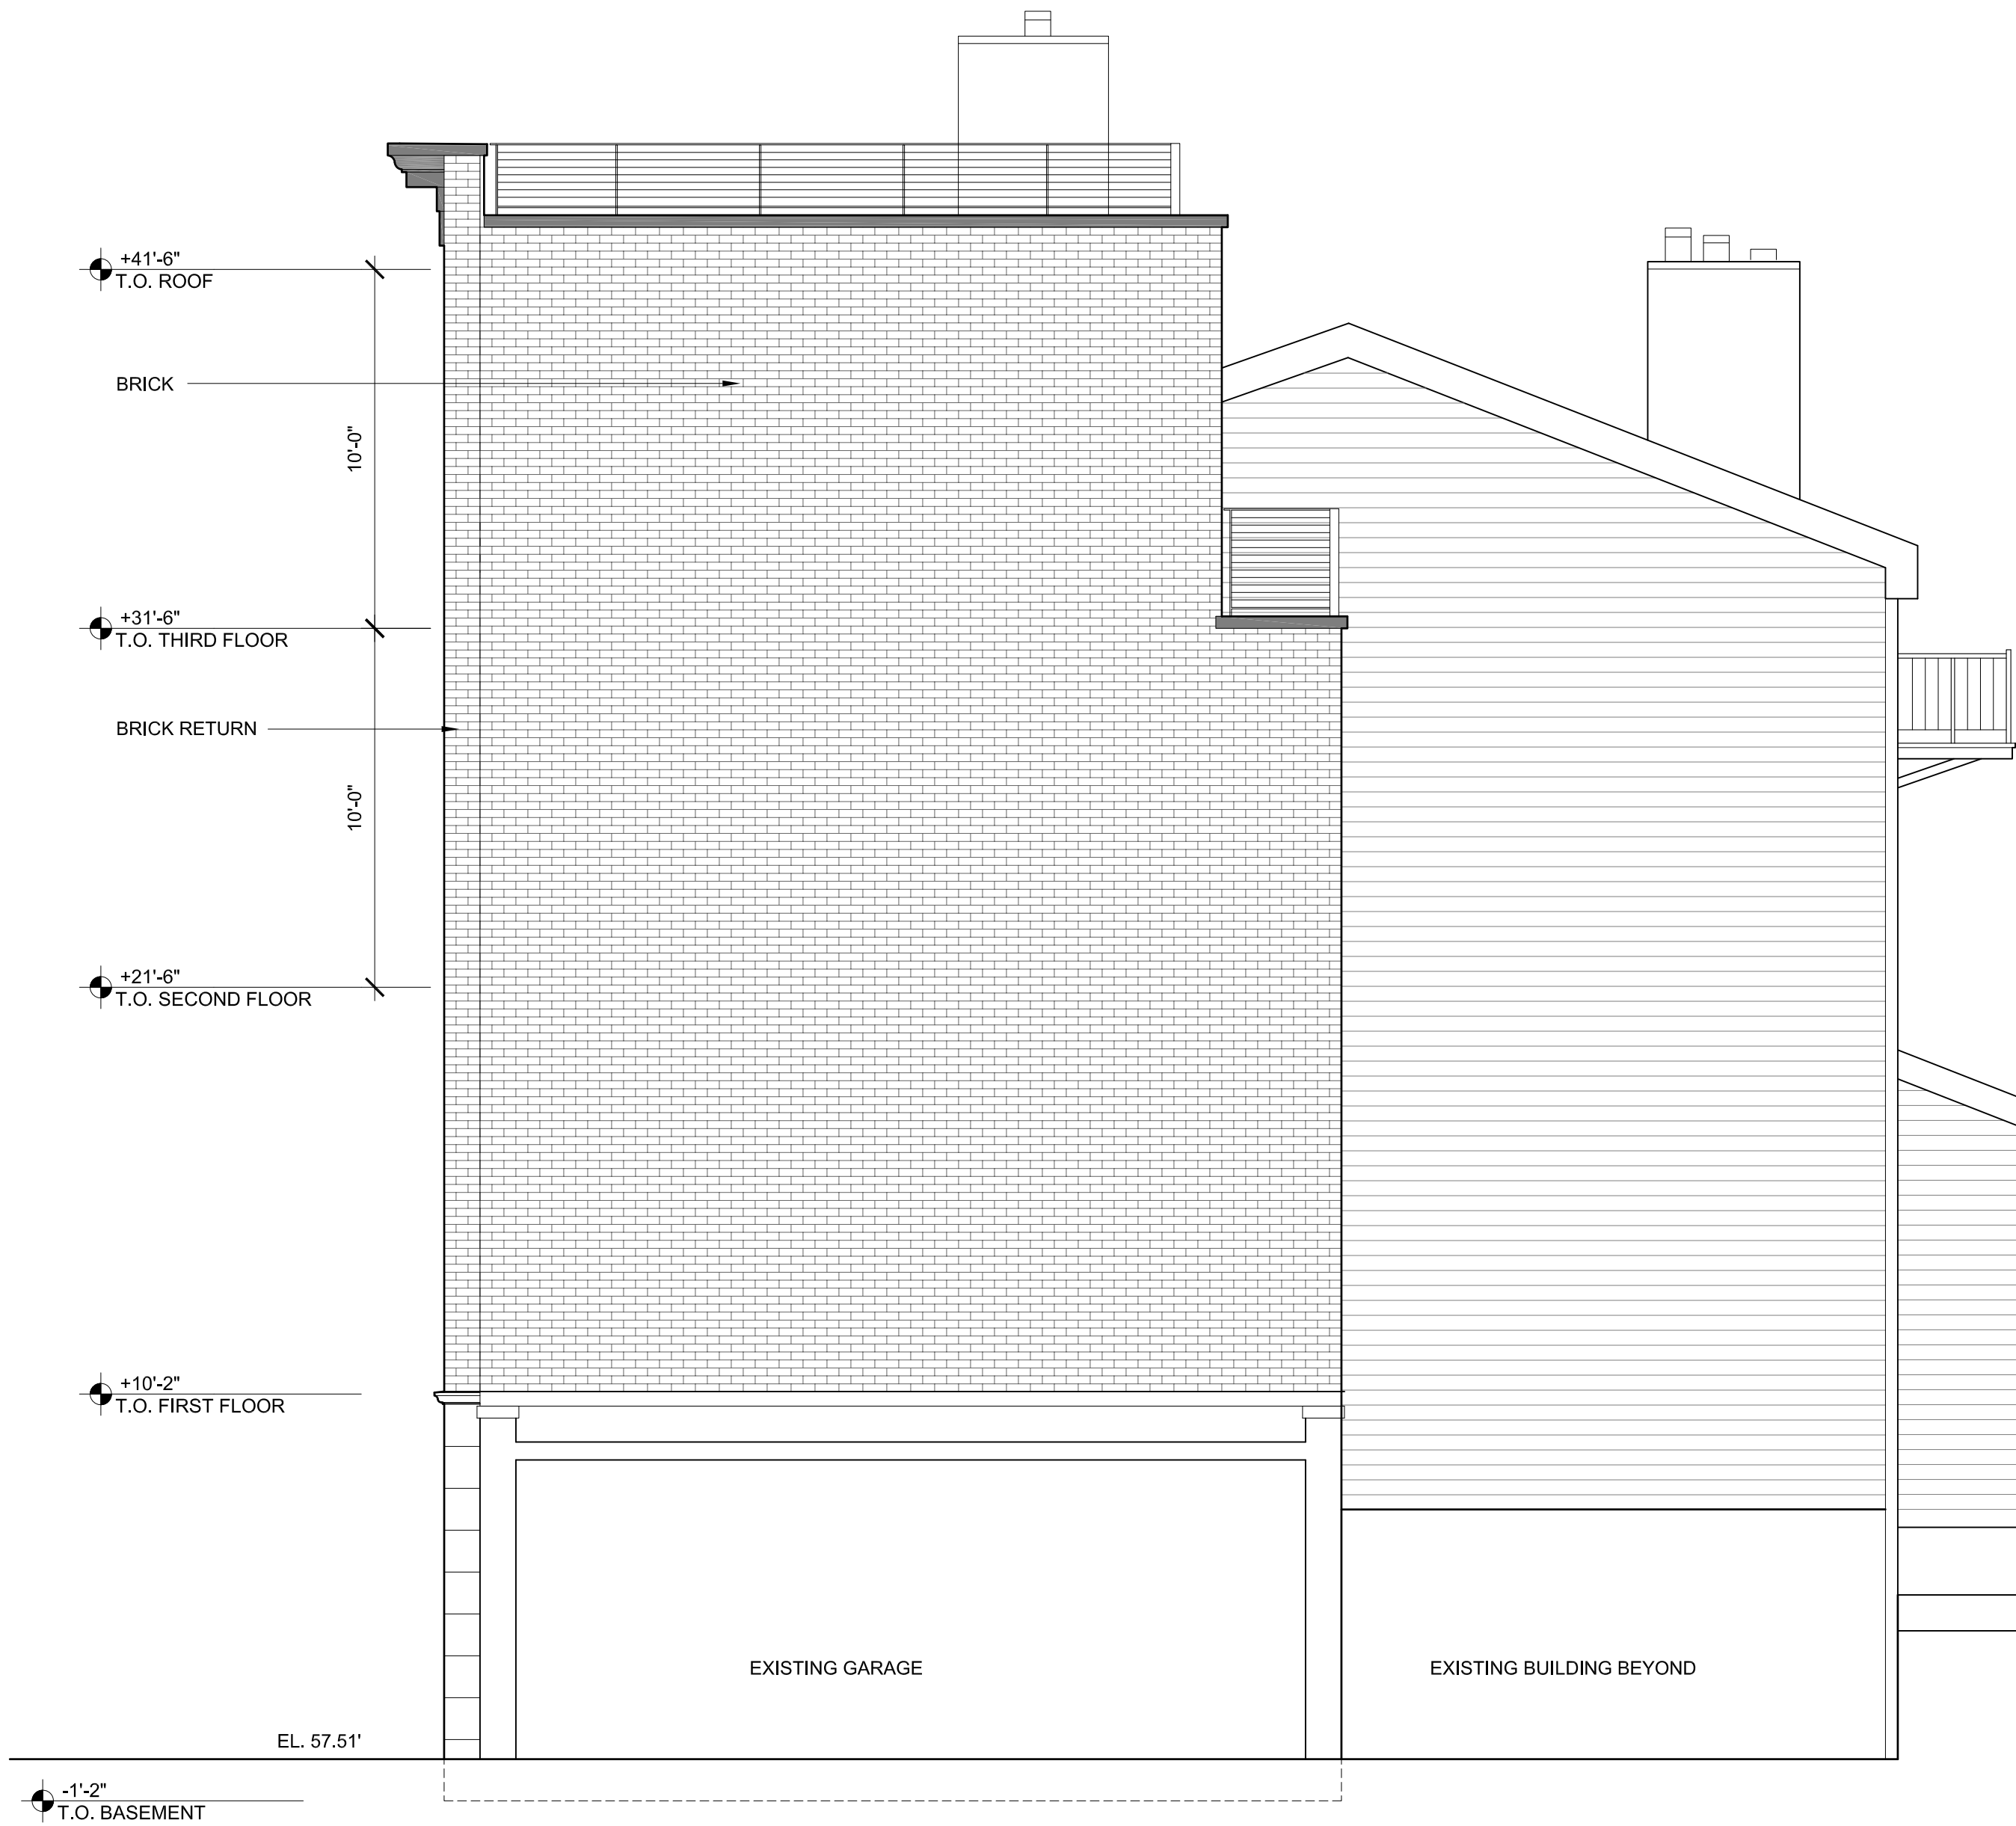 +41'-6"
T.O. ROOF
BRICK
10'-0"
+31'-6"
T.O. THIRD FLOOR
BRICK RETURN
10'-0"
+21'-6"
T.O. SECOND FLOOR
+10'-2"
T.O. FIRST FLOOR
EXISTING GARAGE
EXISTING BUILDING BEYOND
EL. 57.51'
-1'-2"
T.O. BASEMENT